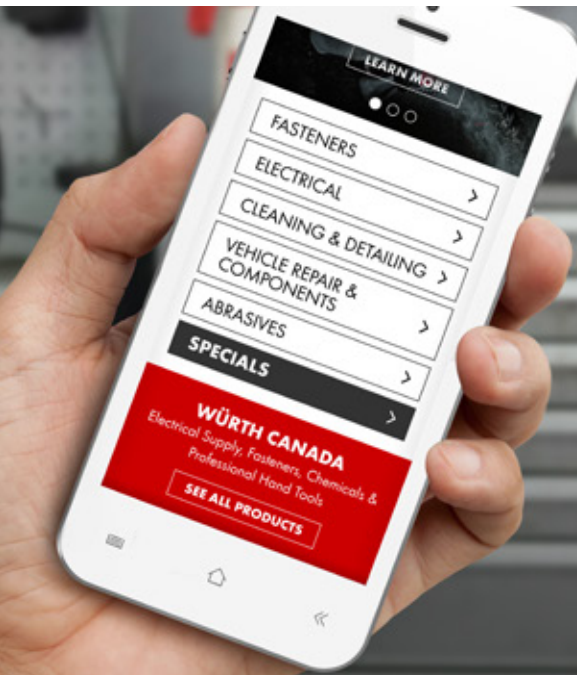 LEARN MORE
FASTENERS
ELECTRICAL
CLEANING & DETAILING
VEHICLE REPAIR &
COMPONENTS
ABRASIVES
SPECIALS
WÜRTH CANADA
Electrical Supply, Fasteners, Chemicals &
Professional Hand Tools
SEE ALL PRODUCTS